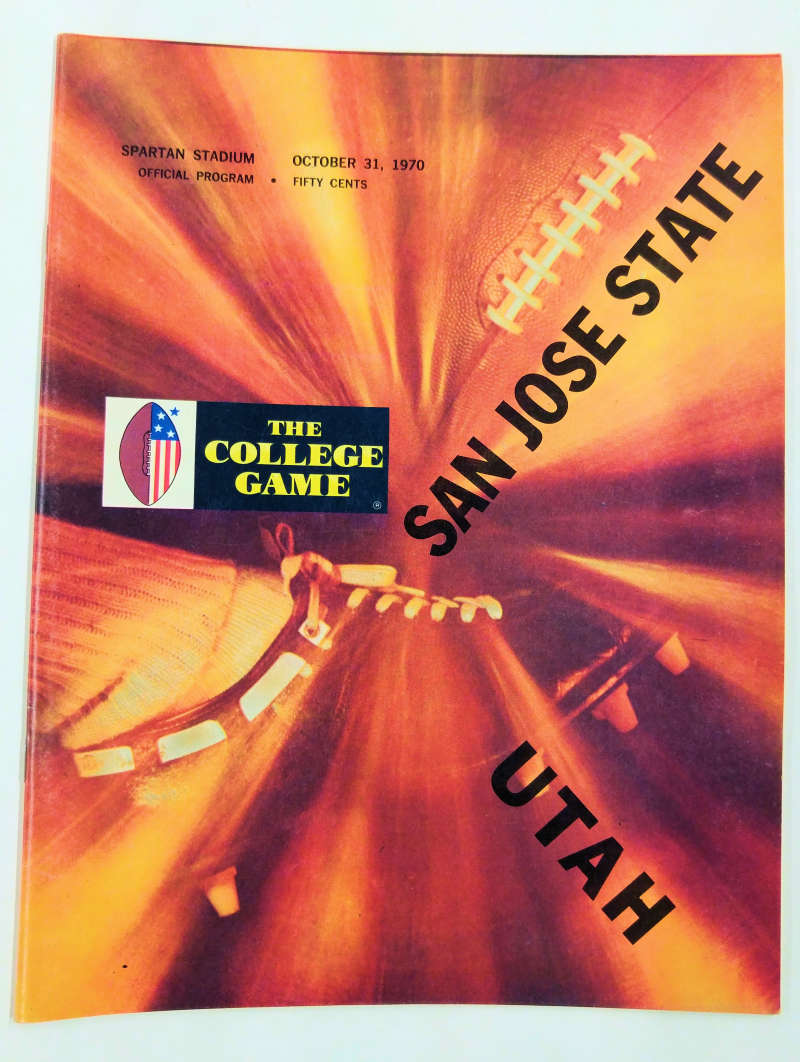 SPARTAN STADIUM OCTOBER 31, 1970
OFFICIAL PROGRAM • FIFTY CENTS
SAN JOSE STATE
THE
COLLEGE
GAME
®
UTAH